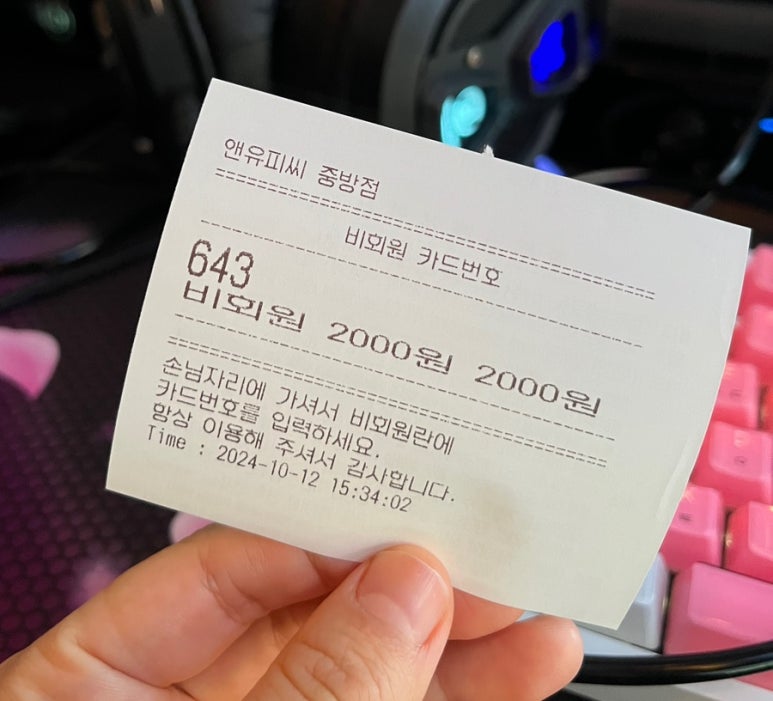 앤유피씨 중방점
비회원 카드번호
643
비회원 2000원 2000원
손님자리에 가셔서 비회원란에
카드번호를 입력하세요.
항상 이용해 주셔서 감사합니다.
Time : 2024-10-12 15:34:02